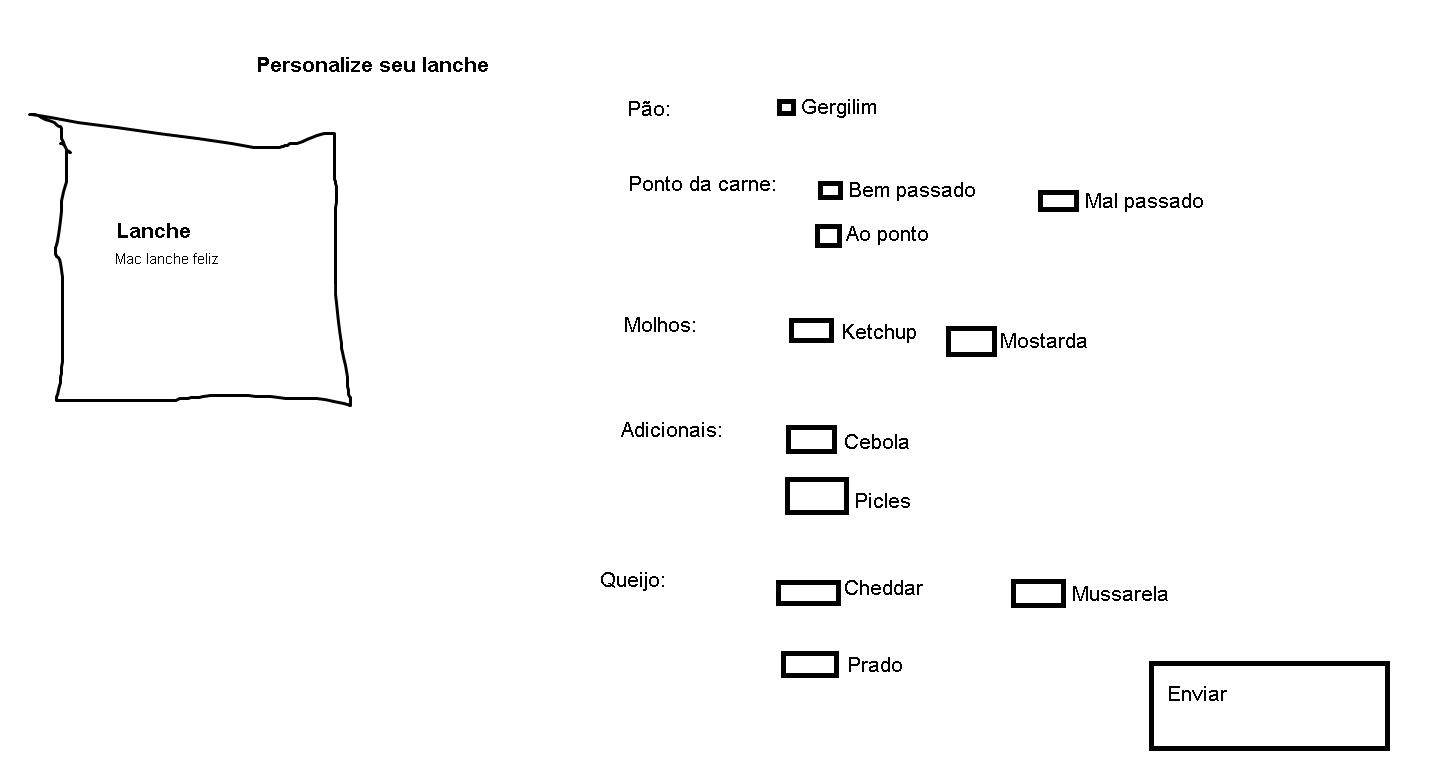 Personalize seu lanche
Lanche
Mac lanche feliz
Pão: Gergilim
Ponto da carne: Bem passado Mal passado
Ao ponto
Molhos: Ketchup Mostarda
Adicionais: Cebola
Picles
Queijo: Cheddar Mussarela
Prado
Enviar